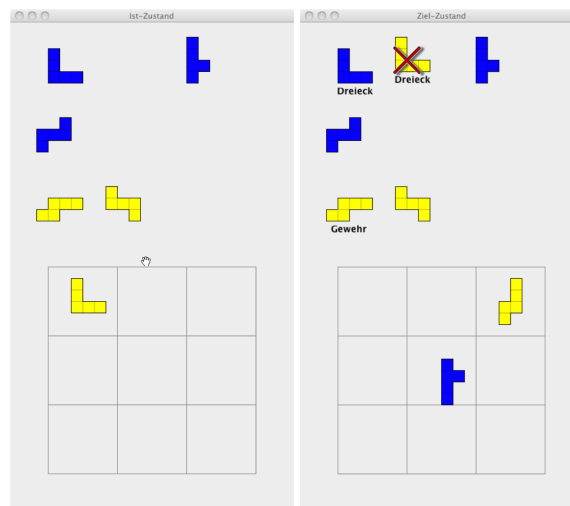 Ist-Zustand
Ziel-Zustand
Dreieck
Dreieck
Gewehr